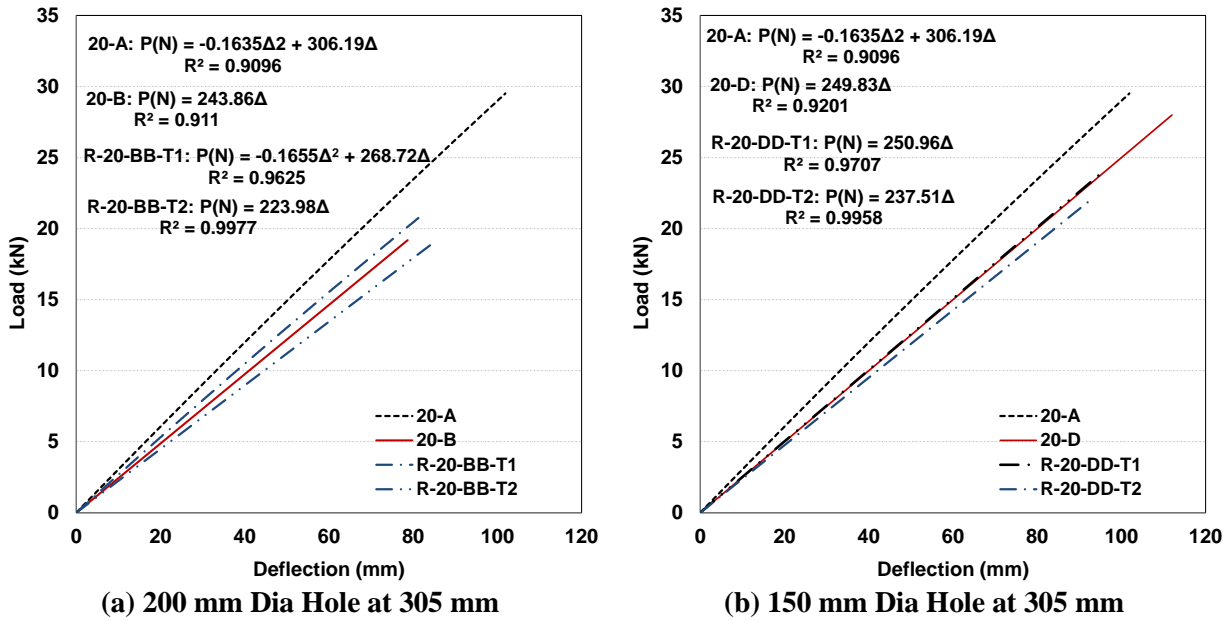 35
30
25
20
15
10
5
0
Load (kN)
20-A: P(N) = -0.1635Δ2 + 306.19Δ
R² = 0.9096
20-B: P(N) = 243.86Δ
R² = 0.911
R-20-BB-T1: P(N) = -0.1655Δ² + 268.72Δ
R² = 0.9625
R-20-BB-T2: P(N) = 223.98Δ
R² = 0.9977
20-A
20-B
R-20-BB-T1
R-20-BB-T2
0 20 40 60 80 100 120
Deflection (mm)
(a) 200 mm Dia Hole at 305 mm
35
30
25
20
15
10
5
0
Load (kN)
20-A: P(N) = -0.1635Δ2 + 306.19Δ
R² = 0.9096
20-D: P(N) = 249.83Δ
R² = 0.9201
R-20-DD-T1: P(N) = 250.96Δ
R² = 0.9707
R-20-DD-T2: P(N) = 237.51Δ
R² = 0.9958
20-A
20-D
R-20-DD-T1
R-20-DD-T2
0 20 40 60 80 100 120
Deflection (mm)
(b) 150 mm Dia Hole at 305 mm